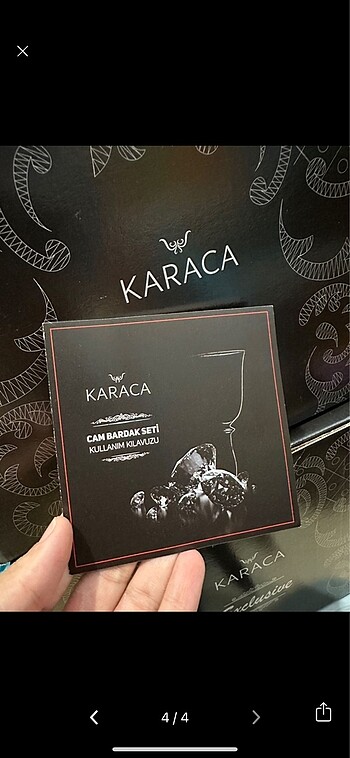 KARACA
KARACA
CAM BARDAK SETİ
KULLANIM KILAVUZU
KARACA
Exclusive
4/4